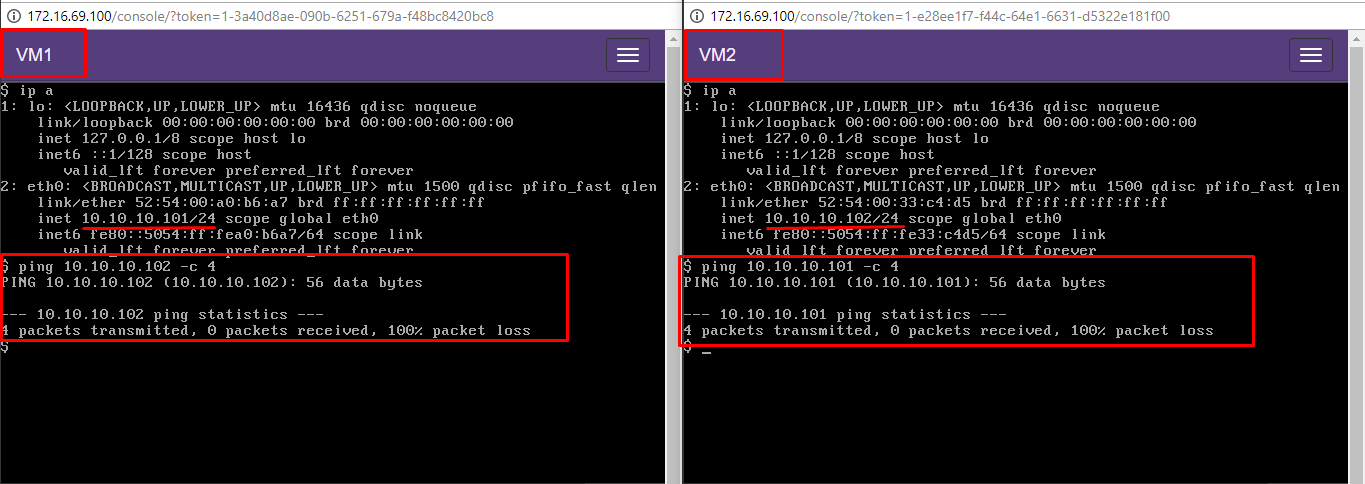 172.16.69.100/console/?token=1-3a40d8ae-090b-6251-679a-f48bc8420bc8
VM1
$ ip a
1: lo: <LOOPBACK,UP,LOWER_UP> mtu 16436 qdisc noqueue
link/loopback 00:00:00:00:00:00 brd 00:00:00:00:00:00
inet 127.0.0.1/8 scope host lo
inet6 ::1/128 scope host
valid_lft forever preferred_lft forever
2: eth0: <BROADCAST,MULTICAST,UP,LOWER_UP> mtu 1500 qdisc pfifo_fast qlen
link/ether 52:54:00:a0:b6:a7 brd ff:ff:ff:ff:ff:ff
inet 10.10.10.101/24 scope global eth0
inet6 fe80::5054:ff:fea0:b6a7/64 scope link
valid_lft forever preferred_lft forever
$ ping 10.10.10.102 -c 4
PING 10.10.10.102 (10.10.10.102): 56 data bytes
--- 10.10.10.102 ping statistics ---
4 packets transmitted, 0 packets received, 100% packet loss
$
172.16.69.100/console/?token=1-e28ee1f7-f44c-64e1-6631-d5322e181f00
VM2
$ ip a
1: lo: <LOOPBACK,UP,LOWER_UP> mtu 16436 qdisc noqueue
link/loopback 00:00:00:00:00:00 brd 00:00:00:00:00:00
inet 127.0.0.1/8 scope host lo
inet6 ::1/128 scope host
valid_lft forever preferred_lft forever
2: eth0: <BROADCAST,MULTICAST,UP,LOWER_UP> mtu 1500 qdisc pfifo_fast qlen
link/ether 52:54:00:33:c4:d5 brd ff:ff:ff:ff:ff:ff
inet 10.10.10.102/24 scope global eth0
inet6 fe80::5054:ff:fe33:c4d5/64 scope link
valid_lft forever preferred_lft forever
$ ping 10.10.10.101 -c 4
PING 10.10.10.101 (10.10.10.101): 56 data bytes
--- 10.10.10.101 ping statistics ---
4 packets transmitted, 0 packets received, 100% packet loss
$ _